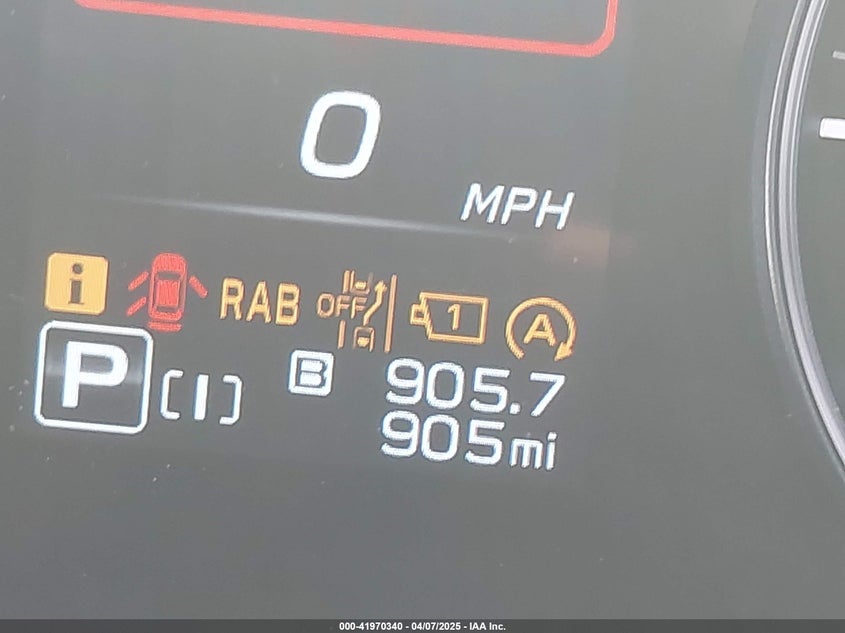 0
MPH
i RAB OFF 1 A
P [I] B 905.7
905mi
000-41970340 - 04/07/2025 - IAA Inc.